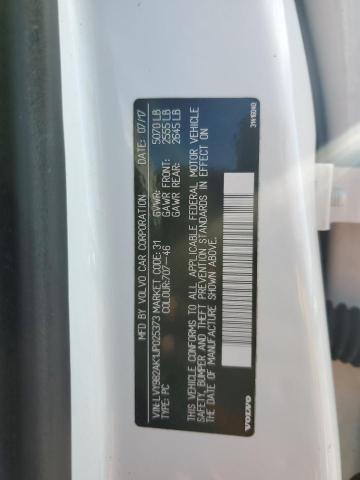 MFD BY VOLVO CAR CORPORATION DATE: 07/17
VIN: LVY982AK1JP025373 MARKET CODE: 31
TYPE: PC COLOUR: 707 - 46
GVWR: 5070 LB
GAWR FRONT: 2565 LB
GAWR REAR: 2645 LB
THIS VEHICLE CONFORMS TO ALL APPLICABLE FEDERAL MOTOR VEHICLE
SAFETY, BUMPER, AND THEFT PREVENTION STANDARDS IN EFFECT ON
THE DATE OF MANUFACTURE SHOWN ABOVE.
VOLVO